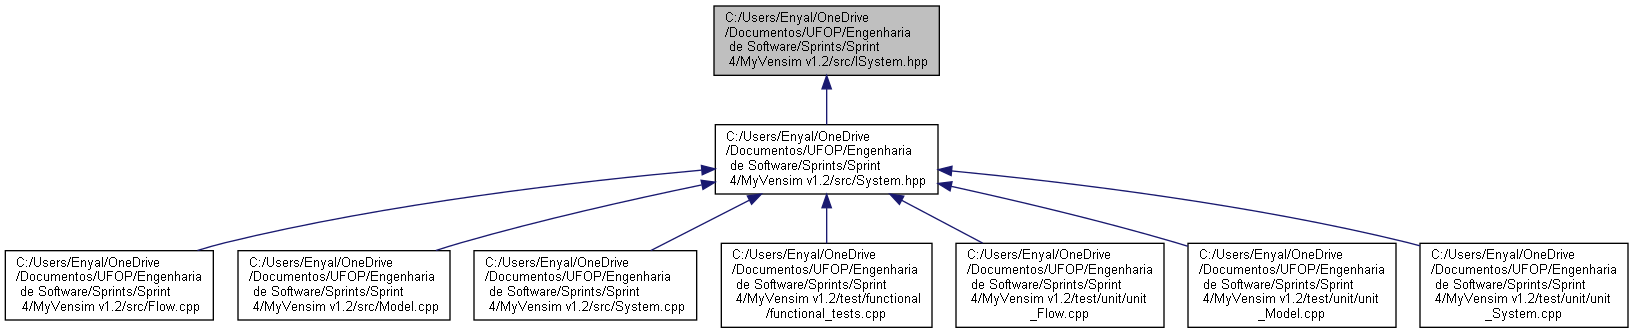 C:/Users/Enyal/OneDrive
/Documentos/UFOP/Engenharia
de Software/Sprints/Sprint
4/MyVensim v1.2/src/ISystem.hpp
C:/Users/Enyal/OneDrive
/Documentos/UFOP/Engenharia
de Software/Sprints/Sprint
4/MyVensim v1.2/src/System.hpp
C:/Users/Enyal/OneDrive
/Documentos/UFOP/Engenharia
de Software/Sprints/Sprint
4/MyVensim v1.2/src/Flow.cpp
C:/Users/Enyal/OneDrive
/Documentos/UFOP/Engenharia
de Software/Sprints/Sprint
4/MyVensim v1.2/src/Model.cpp
C:/Users/Enyal/OneDrive
/Documentos/UFOP/Engenharia
de Software/Sprints/Sprint
4/MyVensim v1.2/src/System.cpp
C:/Users/Enyal/OneDrive
/Documentos/UFOP/Engenharia
de Software/Sprints/Sprint
4/MyVensim v1.2/test/functional
/functional_tests.cpp
C:/Users/Enyal/OneDrive
/Documentos/UFOP/Engenharia
de Software/Sprints/Sprint
4/MyVensim v1.2/test/unit/unit
_Flow.cpp
C:/Users/Enyal/OneDrive
/Documentos/UFOP/Engenharia
de Software/Sprints/Sprint
4/MyVensim v1.2/test/unit/unit
_Model.cpp
C:/Users/Enyal/OneDrive
/Documentos/UFOP/Engenharia
de Software/Sprints/Sprint
4/MyVensim v1.2/test/unit/unit
_System.cpp